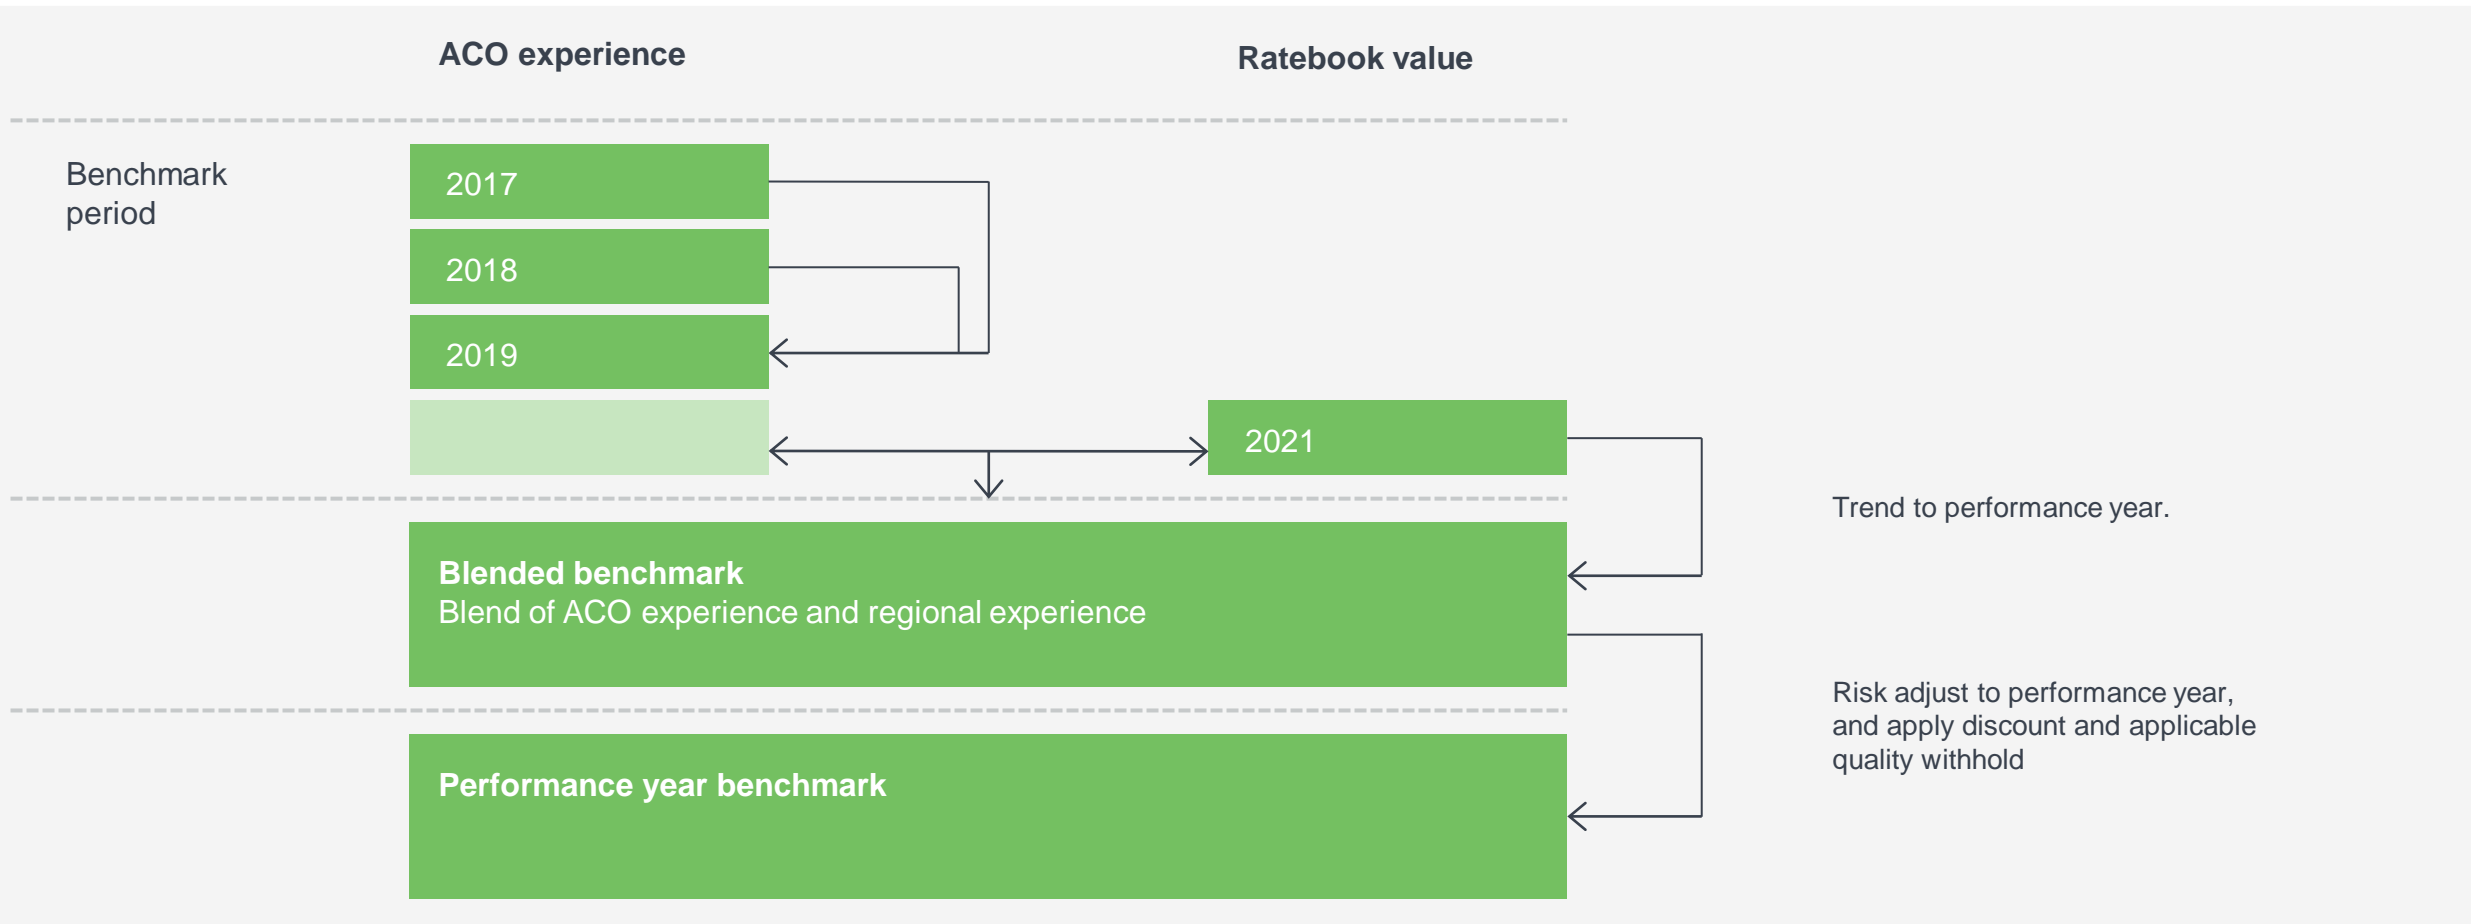 ACO experience
Ratebook value
Benchmark
period
2017
2018
2019
2021
Trend to performance year.
Blended benchmark
Blend of ACO experience and regional experience
Risk adjust to performance year,
and apply discount and applicable
quality withhold
Performance year benchmark